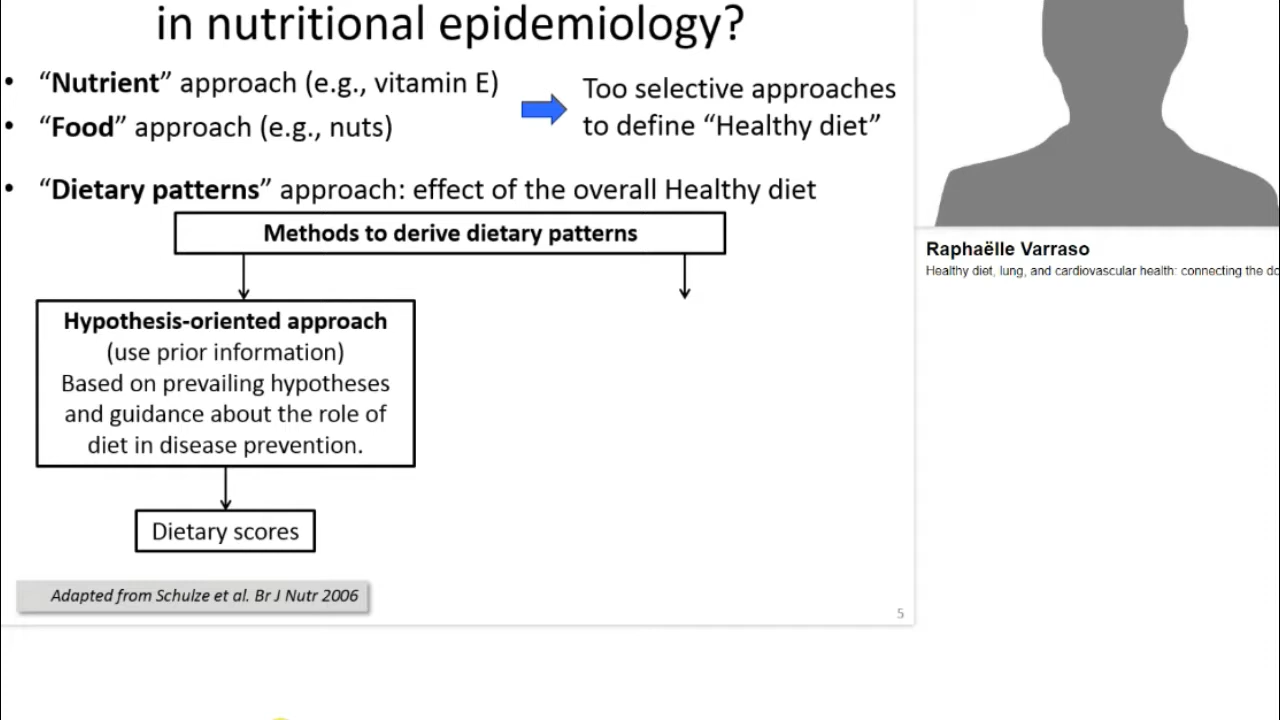 in nutritional epidemiology?
• “Nutrient” approach (e.g., vitamin E)
• “Food” approach (e.g., nuts)
Too selective approaches
to define “Healthy diet”
• “Dietary patterns” approach: effect of the overall Healthy diet
Methods to derive dietary patterns
Hypothesis-oriented approach
(use prior information)
Based on prevailing hypotheses
and guidance about the role of
diet in disease prevention.
Dietary scores
Adapted from Schulze et al. Br J Nutr 2006
5
Raphaëlle Varraso
Healthy diet, lung, and cardiovascular health: connecting the